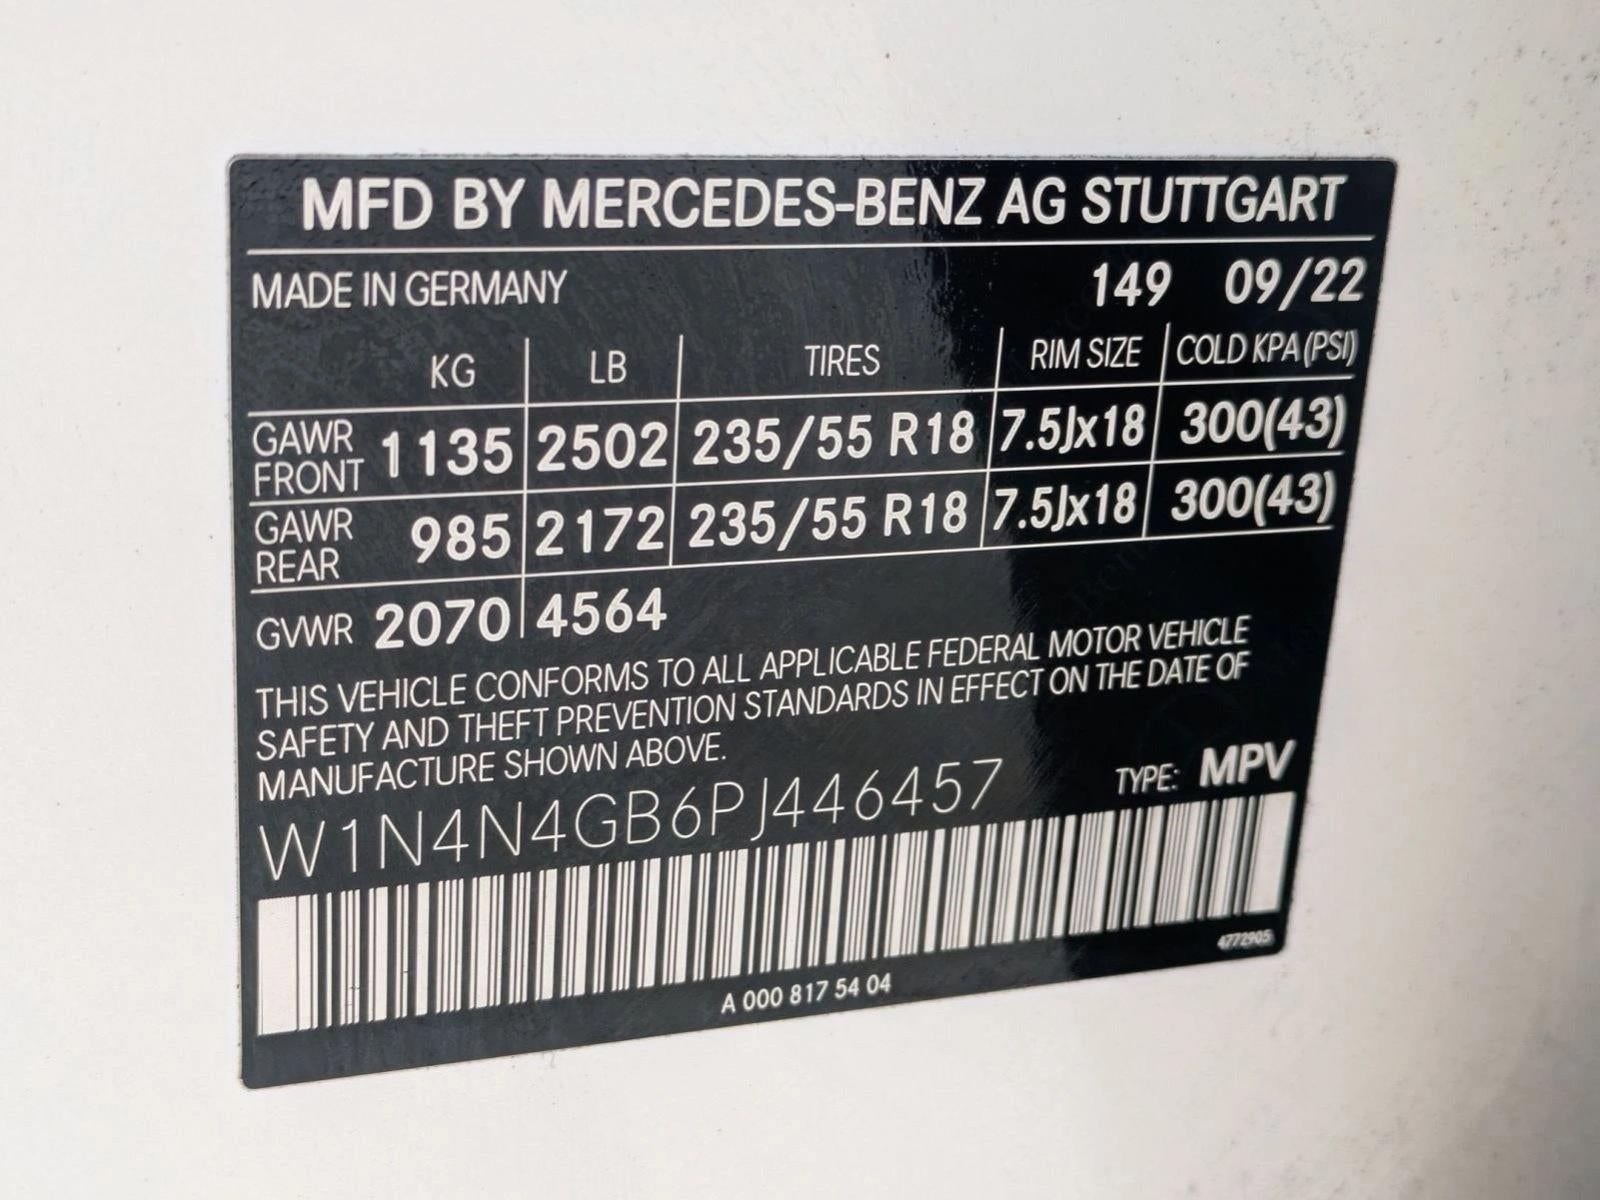 MFD BY MERCEDES-BENZ AG STUTTGART
MADE IN GERMANY 149 09/22
KG LB TIRES RIM SIZE COLD KPA (PSI)
GAWR FRONT 1135 2502 235/55 R18 7.5Jx18 300(43)
GAWR REAR 985 2172 235/55 R18 7.5Jx18 300(43)
GVWR 2070 4564
THIS VEHICLE CONFORMS TO ALL APPLICABLE FEDERAL MOTOR VEHICLE
SAFETY AND THEFT PREVENTION STANDARDS IN EFFECT ON THE DATE OF
MANUFACTURE SHOWN ABOVE.
W1N4N4GB6PJ446457 TYPE: MPV
4772905
A 000 817 54 04